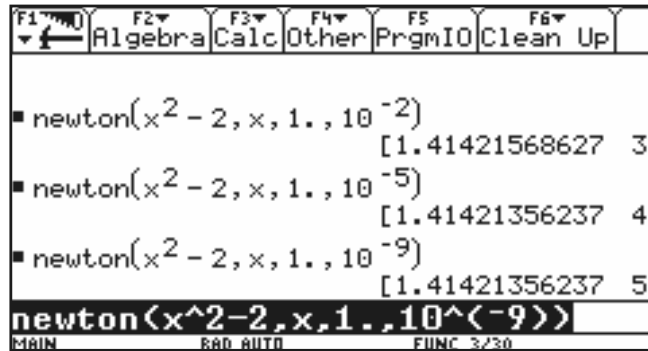 F1 F2 Algebra F3 Calc F4 Other F5 PrgmIO F6 Clean Up
▪ newton(x² - 2, x, 1., 10⁻²)
[1.41421568627 3
▪ newton(x² - 2, x, 1., 10⁻⁵)
[1.41421356237 4
▪ newton(x² - 2, x, 1., 10⁻⁹)
[1.41421356237 5
newton(x^2-2,x,1.,10^(⁻9))
MAIN RAD AUTO FUNC 3/30